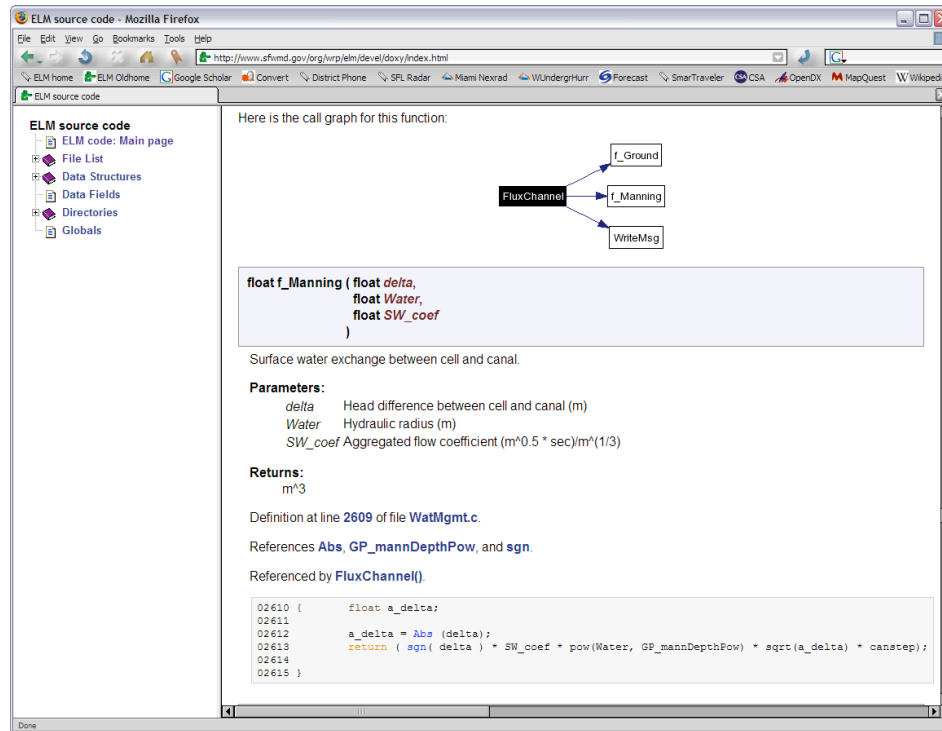 ELM source code - Mozilla Firefox
File Edit View Go Bookmarks Tools Help
http://www.sfwmd.gov/org/wrp/elm/devel/doxy/index.html
G
ELM home ELM Oldhome Google Scholar Convert District Phone SFL Radar Miami Nexrad WUndergrHurr Forecast SmarTraveler CSA OpenDX MapQuest Wikipedi
ELM source code
ELM source code
ELM code: Main page
File List
Data Structures
Data Fields
Directories
Globals
Here is the call graph for this function:
f_Ground
FluxChannel
f_Manning
WriteMsg
float f_Manning ( float delta,
float Water,
float SW_coef
)
Surface water exchange between cell and canal.
Parameters:
delta Head difference between cell and canal (m)
Water Hydraulic radius (m)
SW_coef Aggregated flow coefficient (m^0.5 * sec)/m^(1/3)
Returns:
m^3
Definition at line 2609 of file WatMgmt.c.
References Abs, GP_mannDepthPow, and sgn.
Referenced by FluxChannel().
02610 { float a_delta;
02611
02612 a_delta = Abs (delta);
02613 return ( sgn( delta ) * SW_coef * pow(Water, GP_mannDepthPow) * sqrt(a_delta) * canstep);
02614
02615 }
Done